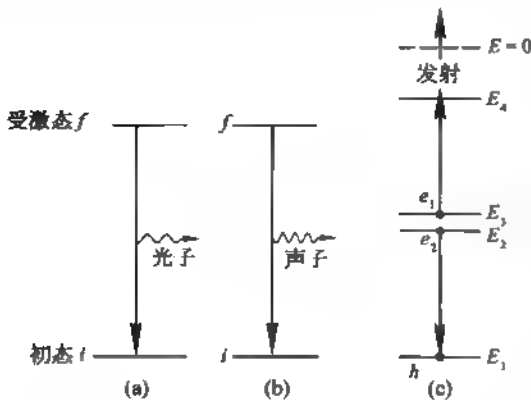 E = 0
发射
受激态 f
f
E₄
e₁
E₃
光子
声子
e₂
E₂
初态 i
i
h
E₁
(a)
(b)
(c)